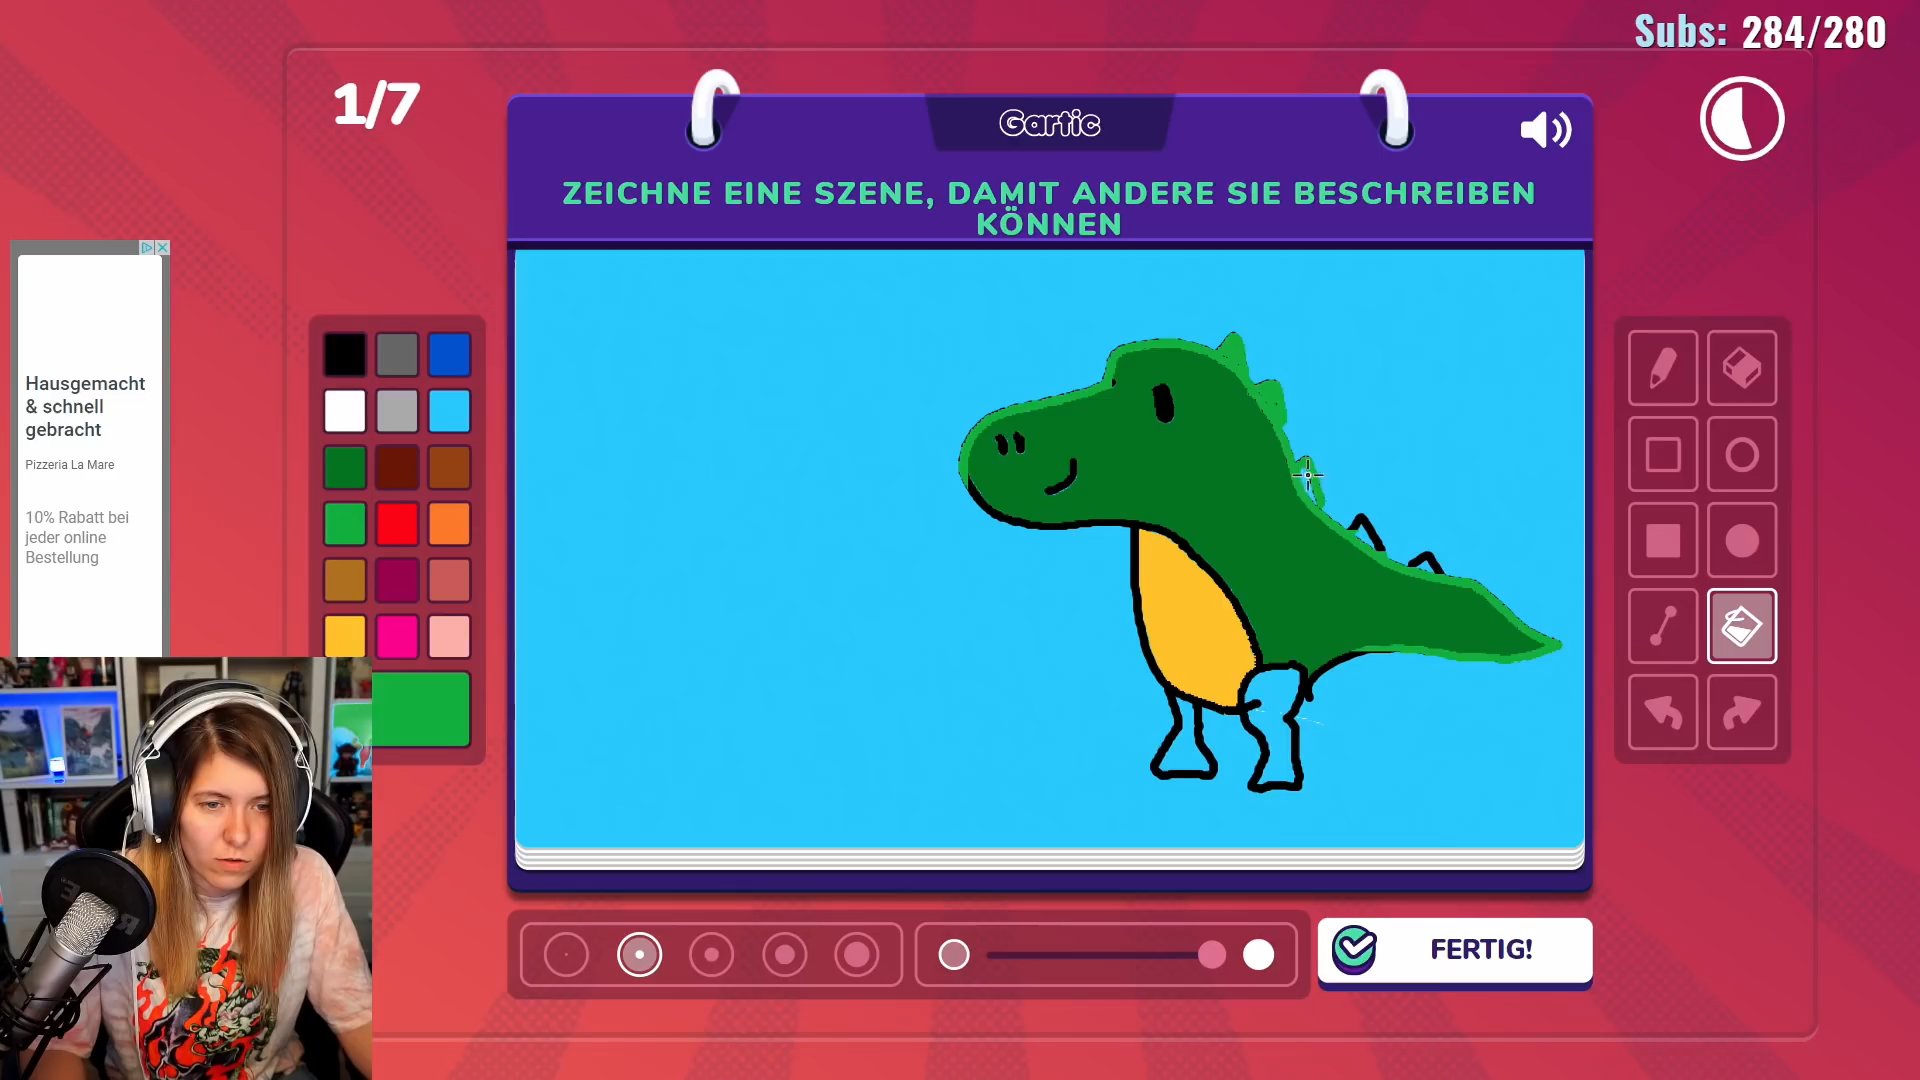 Subs: 284/280
1/7
Gartic
ZEICHNE EINE SZENE, DAMIT ANDERE SIE BESCHREIBEN
KÖNNEN
Hausgemacht
& schnell
gebracht
Pizzeria La Mare
10% Rabatt bei
jeder online
Bestellung
FERTIG!